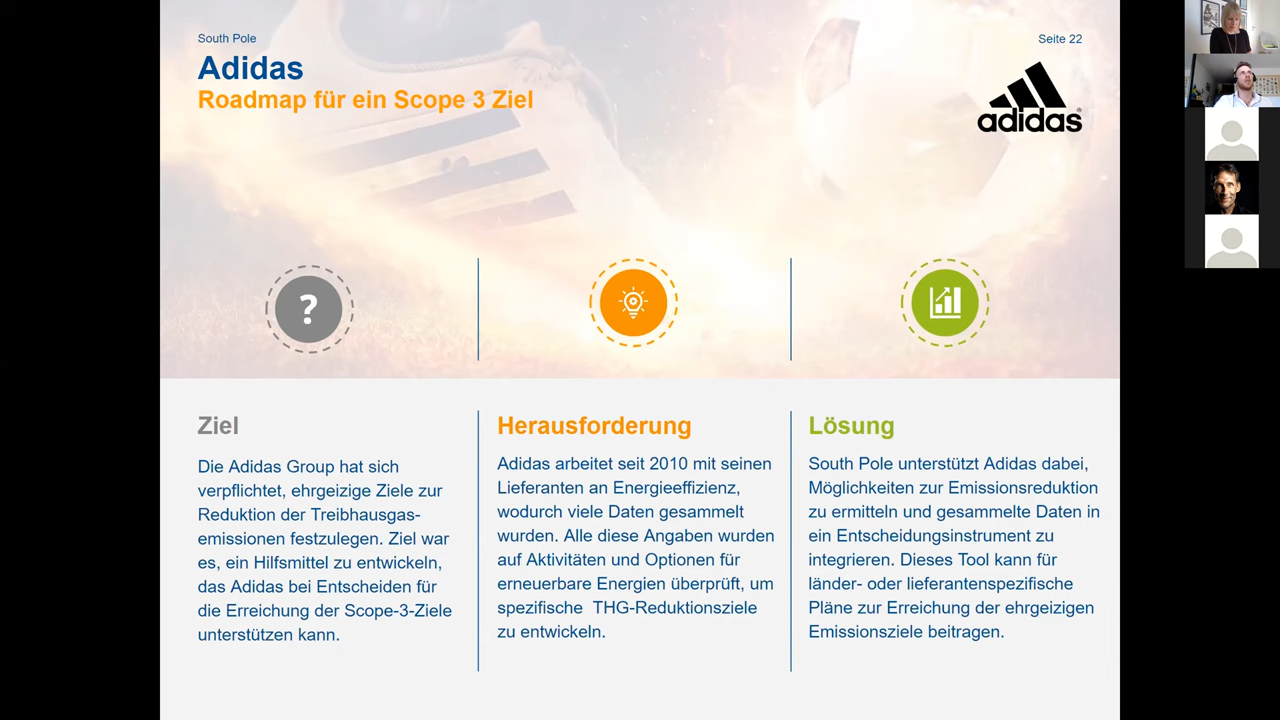 South Pole
Seite 22
Adidas
Roadmap für ein Scope 3 Ziel
adidas®
?
Ziel
Die Adidas Group hat sich
verpflichtet, ehrgeizige Ziele zur
Reduktion der Treibhausgas-
emissionen festzulegen. Ziel war
es, ein Hilfsmittel zu entwickeln,
das Adidas bei Entscheiden für
die Erreichung der Scope-3-Ziele
unterstützen kann.
Herausforderung
Adidas arbeitet seit 2010 mit seinen
Lieferanten an Energieeffizienz,
wodurch viele Daten gesammelt
wurden. Alle diese Angaben wurden
auf Aktivitäten und Optionen für
erneuerbare Energien überprüft, um
spezifische THG-Reduktionsziele
zu entwickeln.
Lösung
South Pole unterstützt Adidas dabei,
Möglichkeiten zur Emissionsreduktion
zu ermitteln und gesammelte Daten in
ein Entscheidungsinstrument zu
integrieren. Dieses Tool kann für
länder- oder lieferantenspezifische
Pläne zur Erreichung der ehrgeizigen
Emissionsziele beitragen.